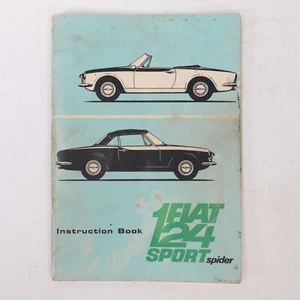 Instruction Book
FIAT
124
SPORT spider